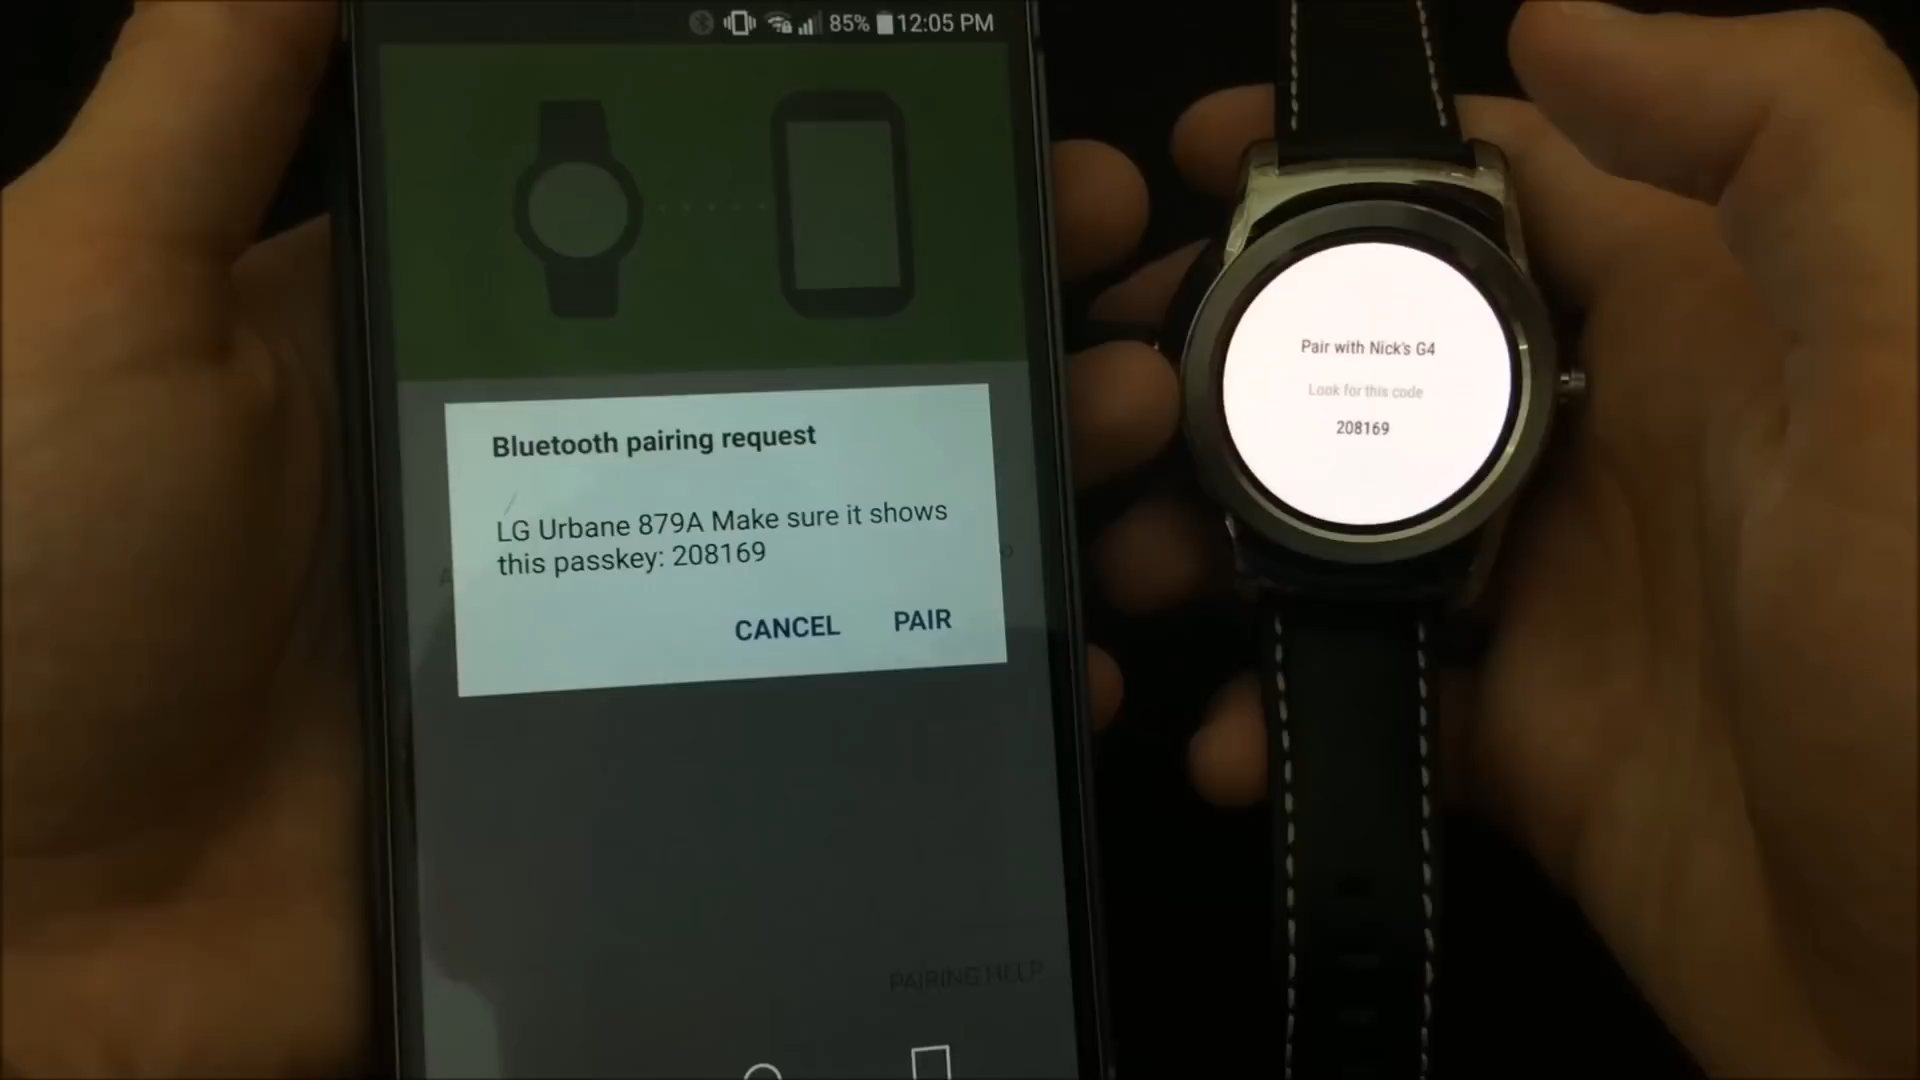 85% 12:05 PM
Bluetooth pairing request
LG Urbane 879A Make sure it shows
this passkey: 208169
CANCEL PAIR
PAIRING HELP
Pair with Nick's G4
Look for this code
208169